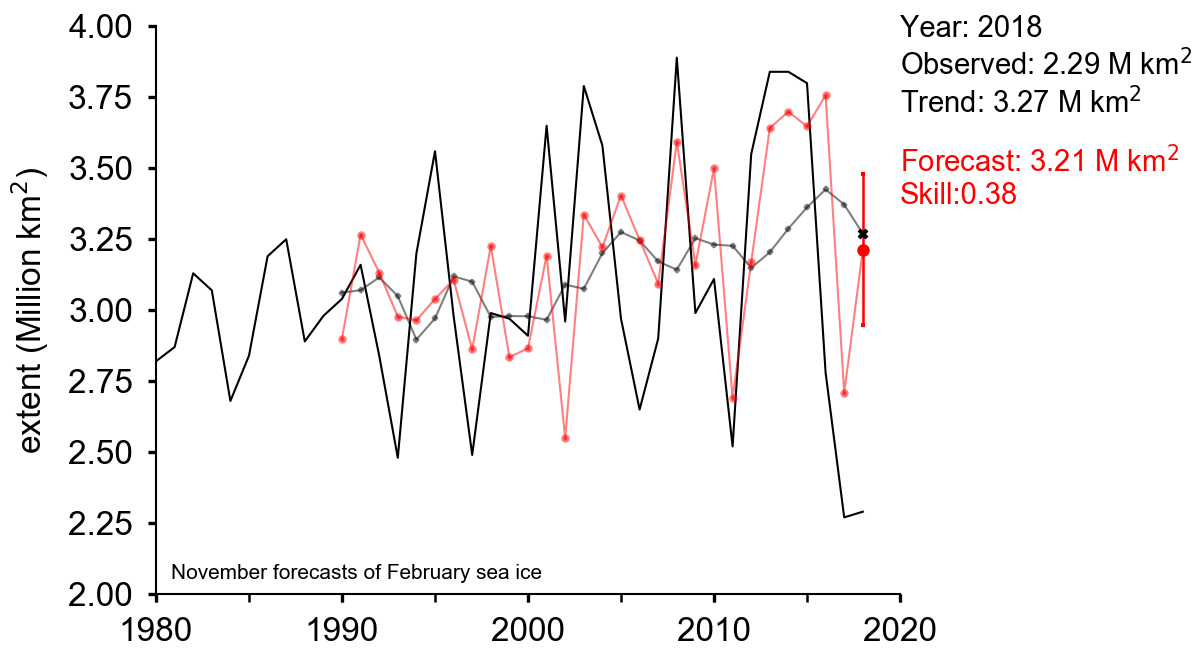 4.00
3.75
3.50
3.25
3.00
2.75
2.50
2.25
2.00
extent (Million km²)
1980
1990
2000
2010
2020
November forecasts of February sea ice
Year: 2018
Observed: 2.29 M km²
Trend: 3.27 M km²
Forecast: 3.21 M km²
Skill:0.38